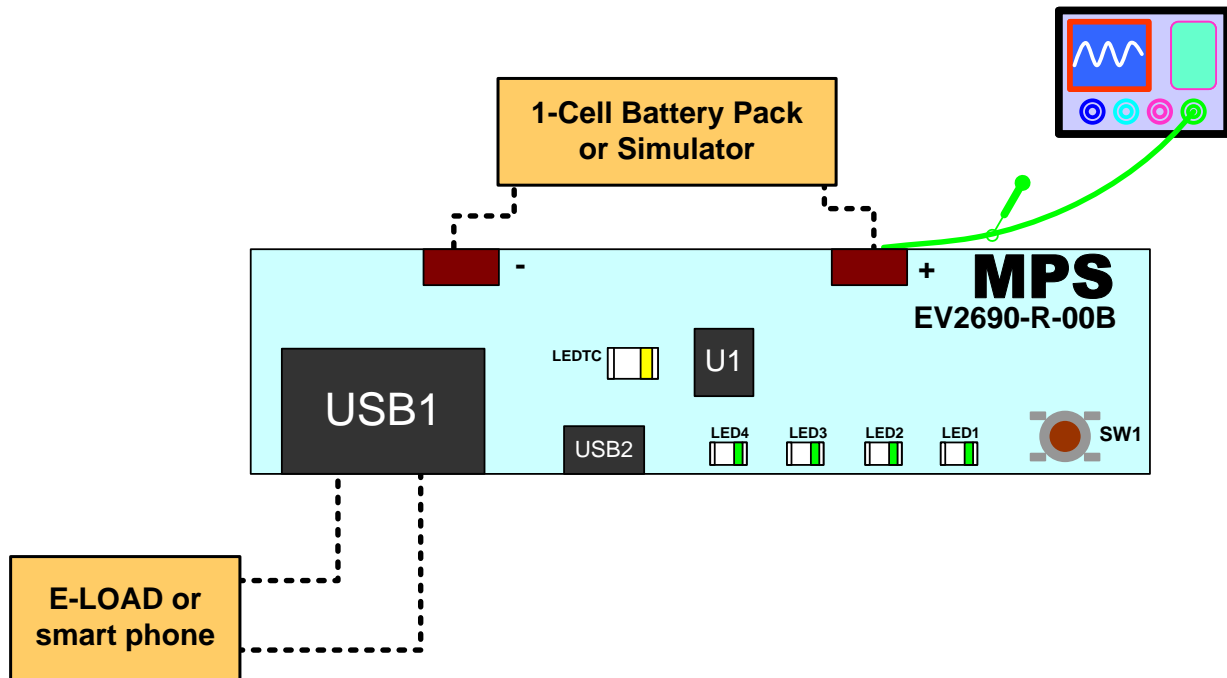 1-Cell Battery Pack
or Simulator
-
+
MPS
EV2690-R-00B
LEDTC
U1
USB1
USB2
LED4
LED3
LED2
LED1
SW1
E-LOAD or
smart phone